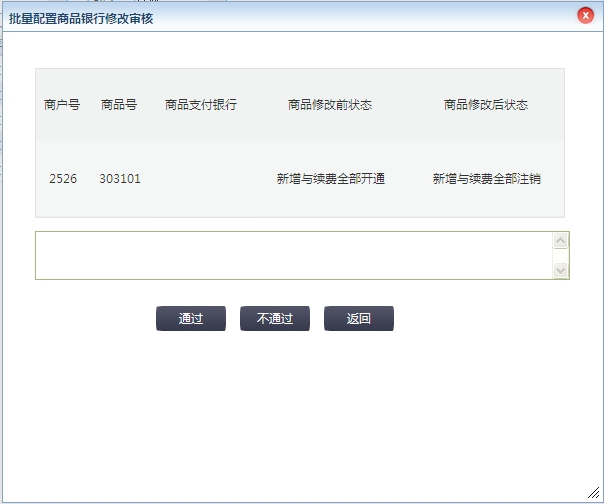 批量配置商品银行修改审核
商户号 商品号 商品支付银行 商品修改前状态 商品修改后状态
2526 303101 新增与续费全部开通 新增与续费全部注销
通过 不通过 返回